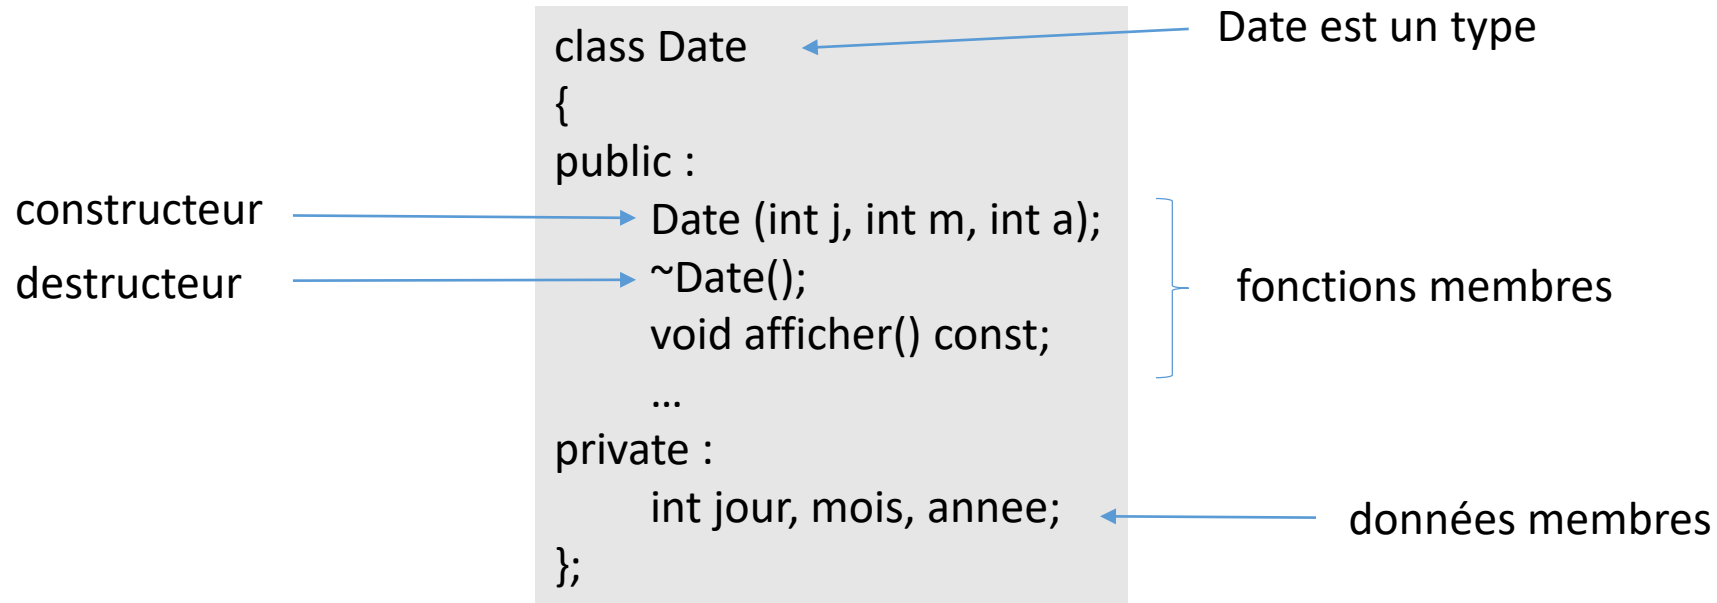 class Date
Date est un type
{
public :
constructeur
Date (int j, int m, int a);
destructeur
~Date();
fonctions membres
void afficher() const;
...
private :
int jour, mois, annee;
données membres
};